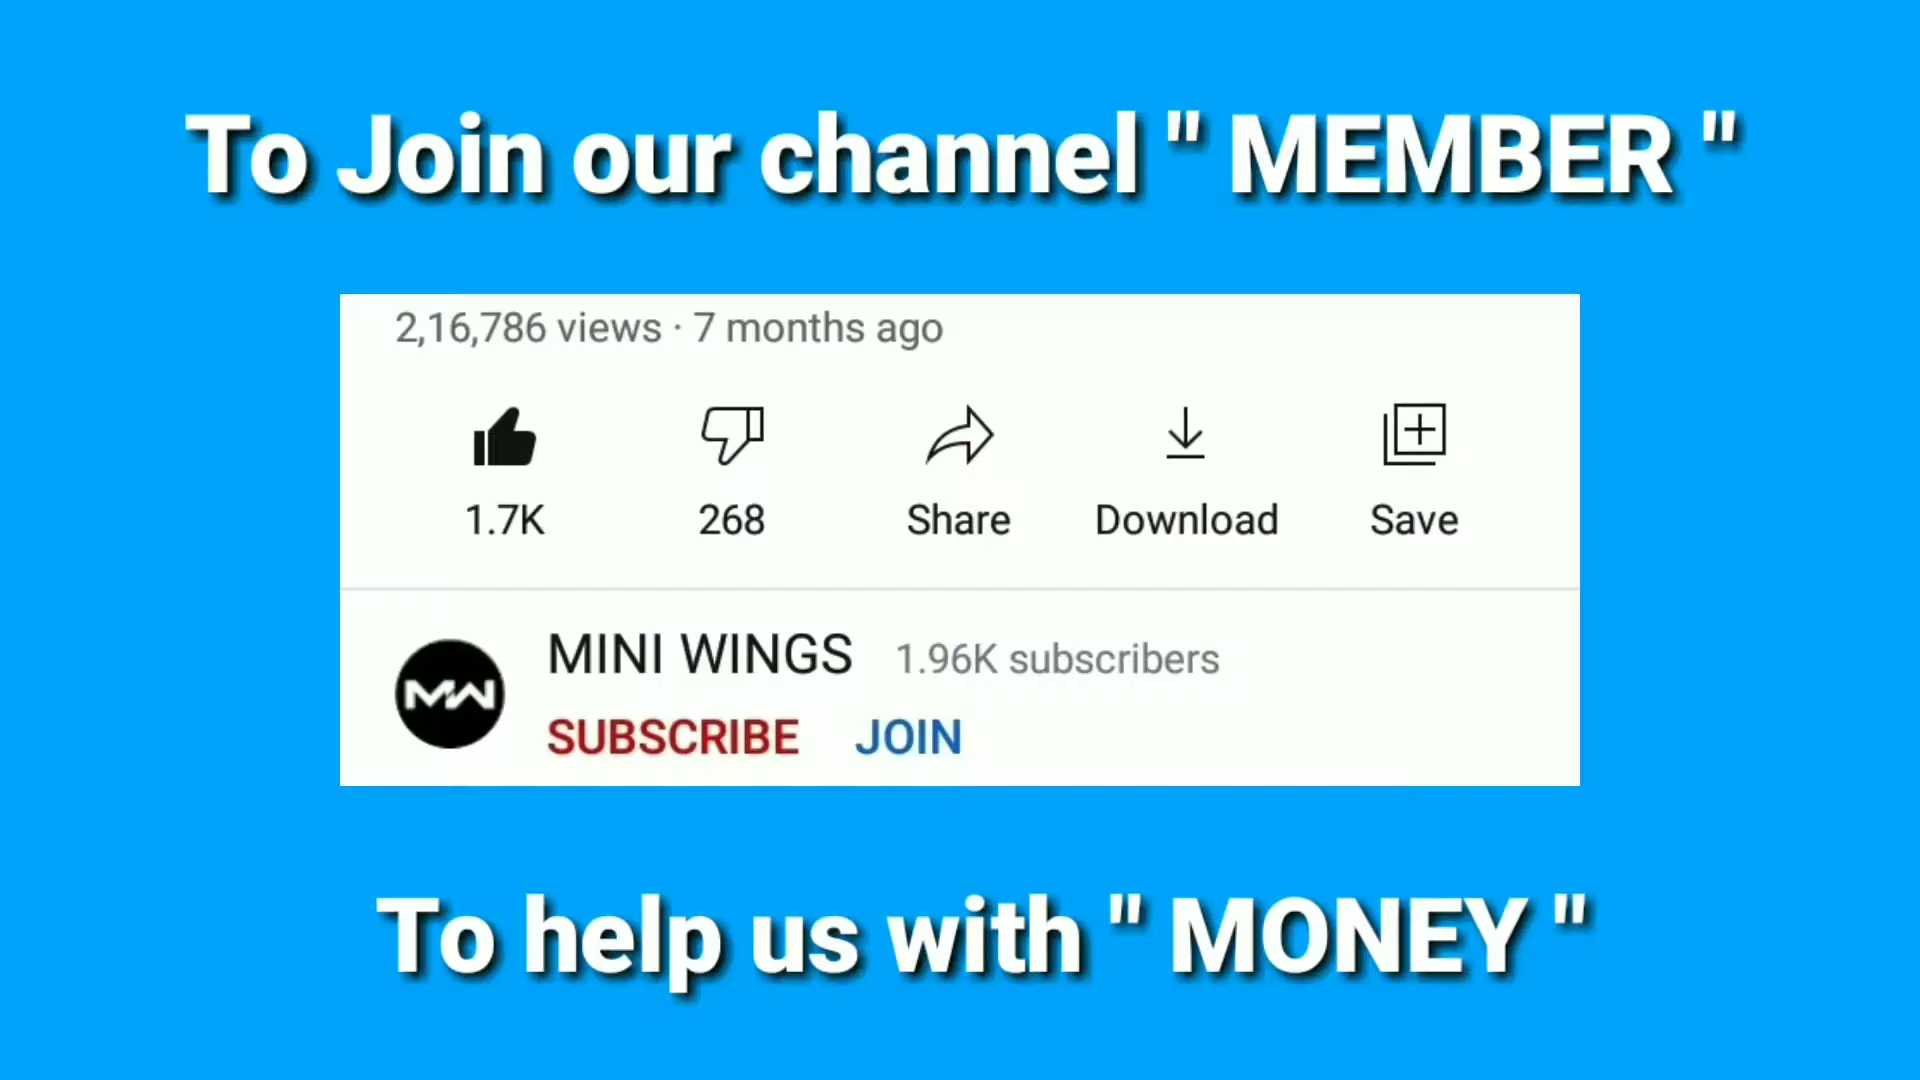 To Join our channel " MEMBER "
2,16,786 views · 7 months ago
1.7K 268 Share Download Save
MW MINI WINGS 1.96K subscribers
SUBSCRIBE JOIN
To help us with " MONEY "